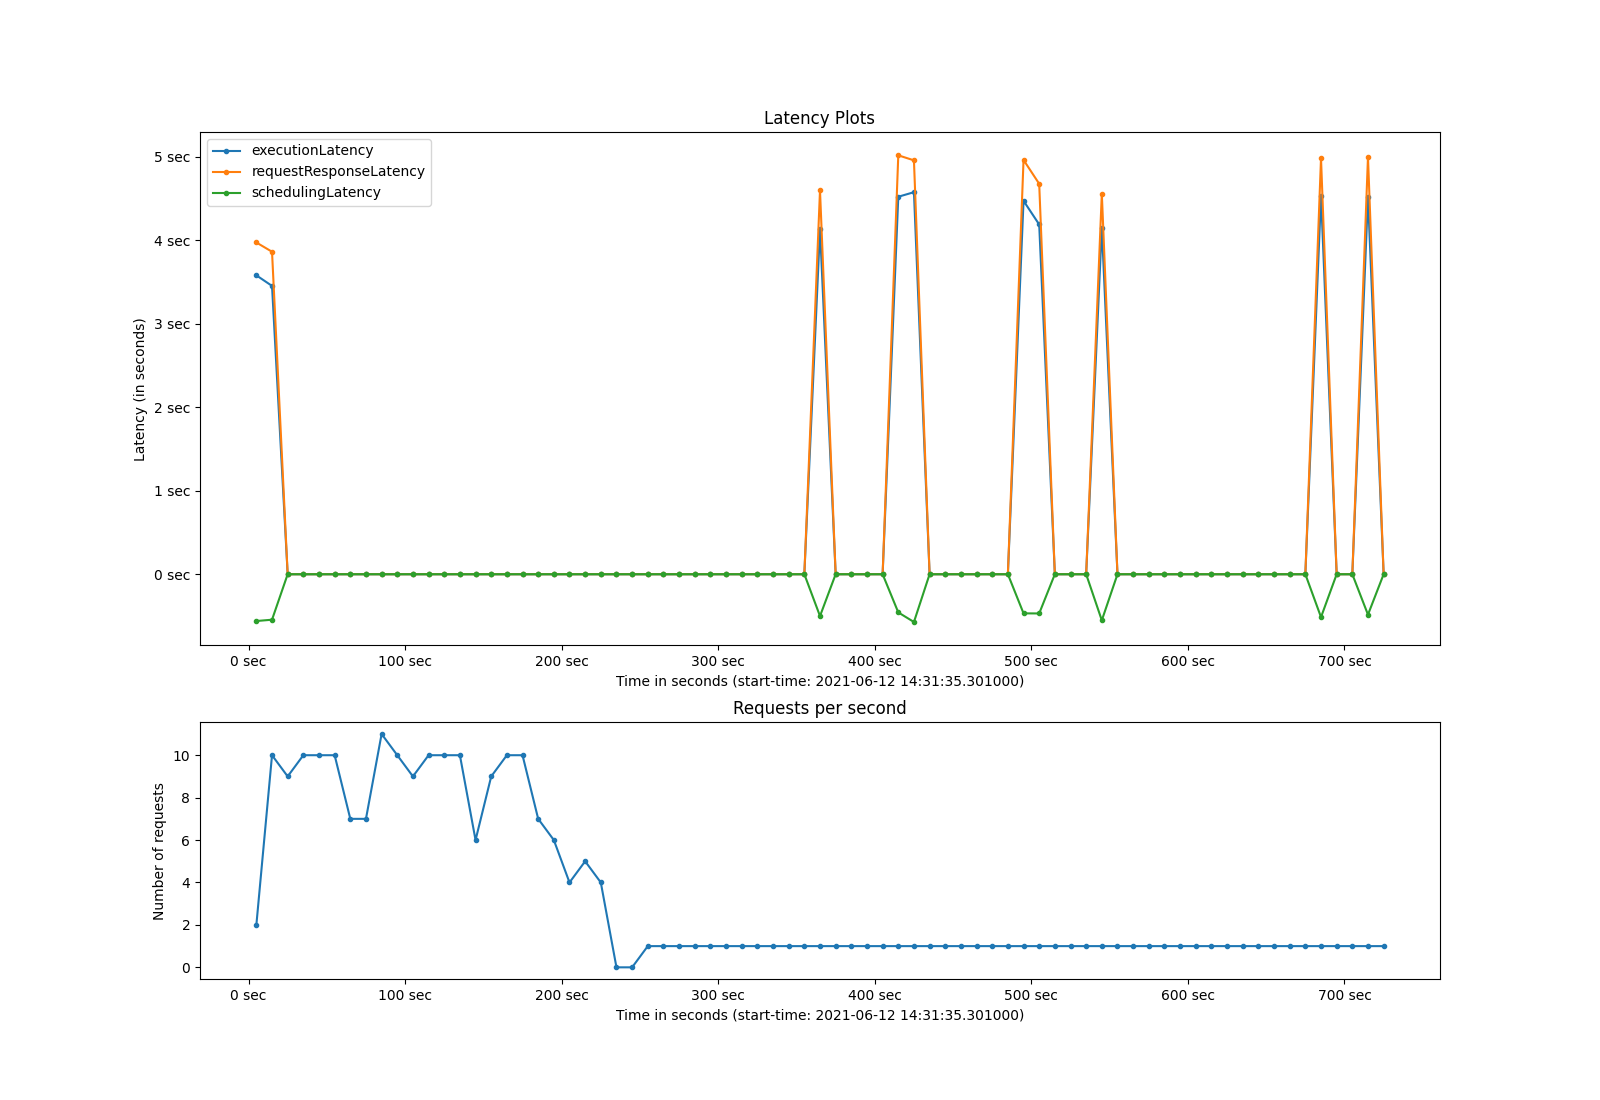 Latency Plots
executionLatency
requestResponseLatency
schedulingLatency
5 sec
4 sec
3 sec
2 sec
1 sec
0 sec
Latency (in seconds)
0 sec 100 sec 200 sec 300 sec 400 sec 500 sec 600 sec 700 sec
Time in seconds (start-time: 2021-06-12 14:31:35.301000)
Requests per second
10
8
6
4
2
0
Number of requests
0 sec 100 sec 200 sec 300 sec 400 sec 500 sec 600 sec 700 sec
Time in seconds (start-time: 2021-06-12 14:31:35.301000)